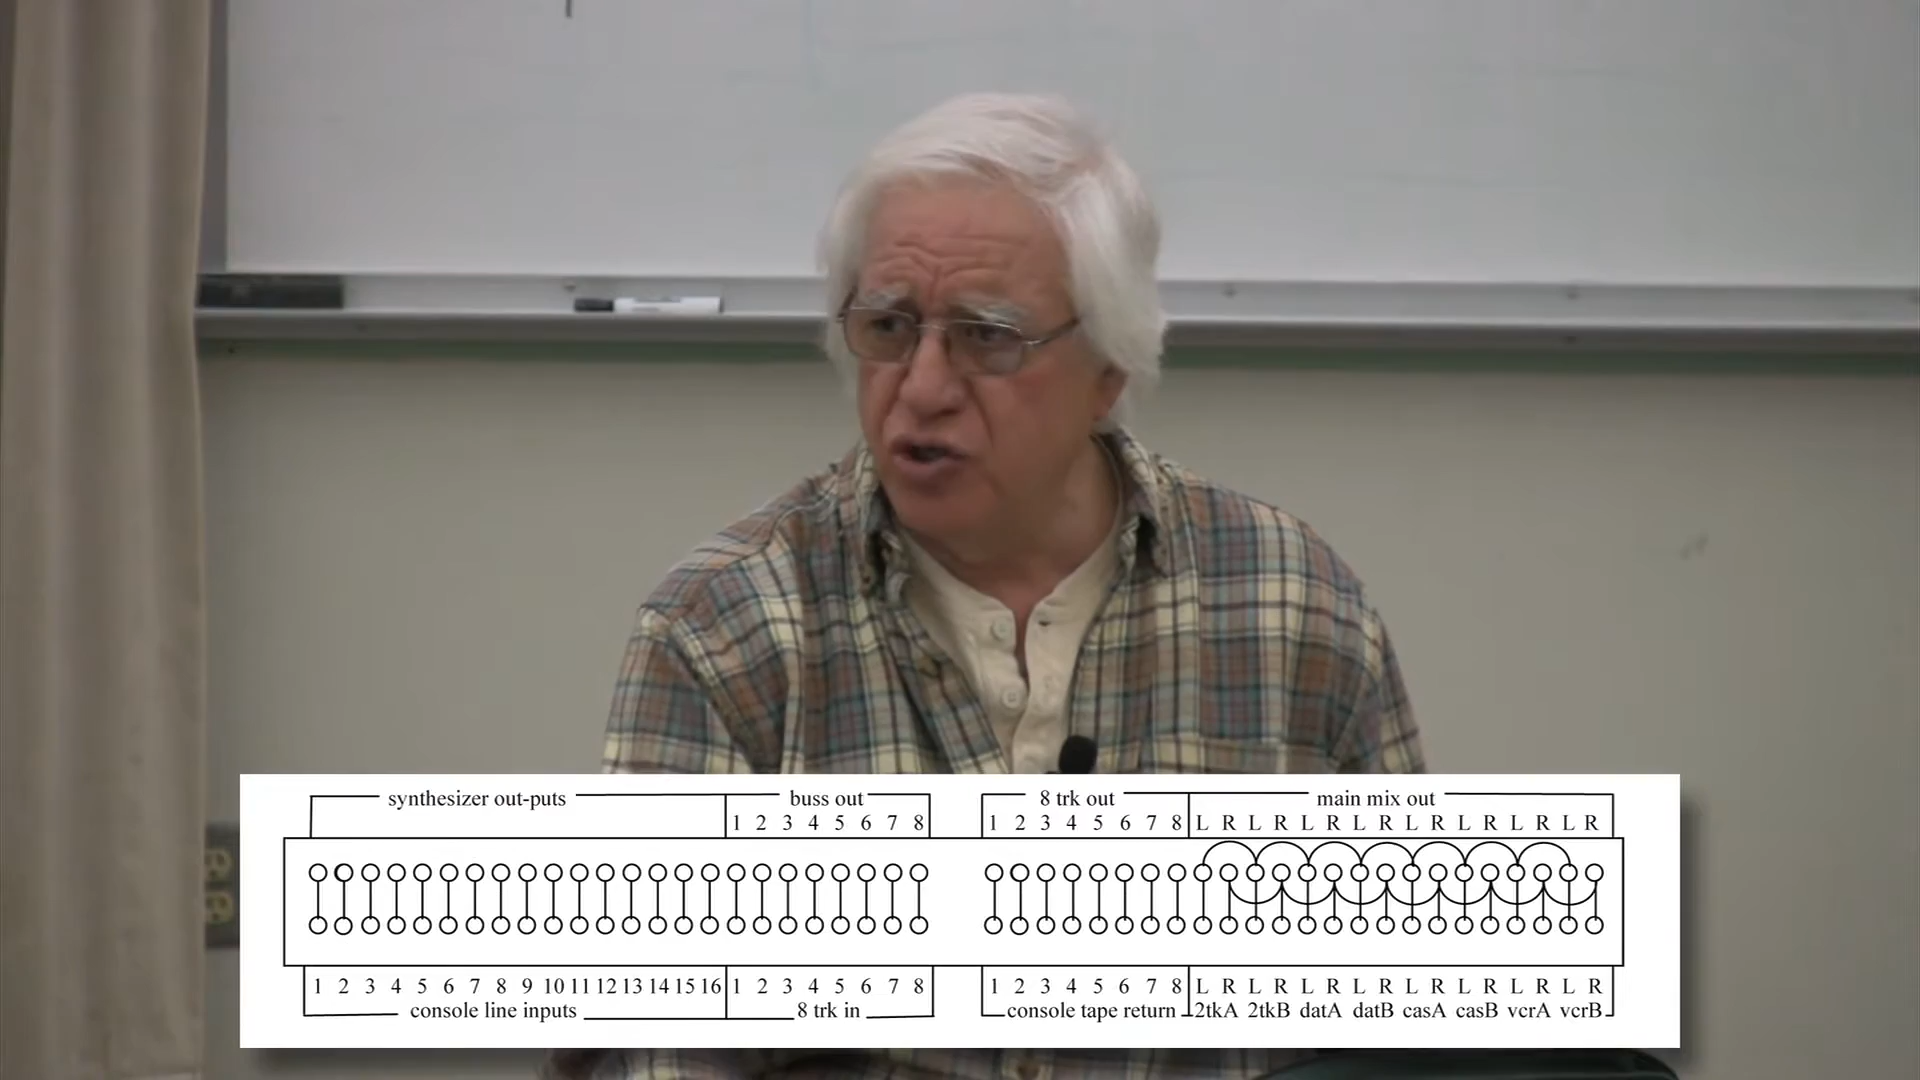 synthesizer out-puts buss out 8 trk out main mix out
1 2 3 4 5 6 7 8 1 2 3 4 5 6 7 8 L R L R L R L R L R L R L R L R
1 2 3 4 5 6 7 8 9 10 11 12 13 14 15 16 1 2 3 4 5 6 7 8 1 2 3 4 5 6 7 8 L R L R L R L R L R L R L R L R
console line inputs 8 trk in console tape return 2tkA 2tkB datA datB casA casB vcrA vcrB